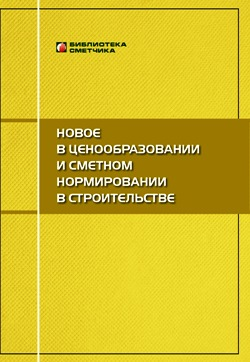 БИБЛИОТЕКА
СМЕТЧИКА
НОВОЕ
В ЦЕНООБРАЗОВАНИИ
И СМЕТНОМ
НОРМИРОВАНИИ
В СТРОИТЕЛЬСТВЕ